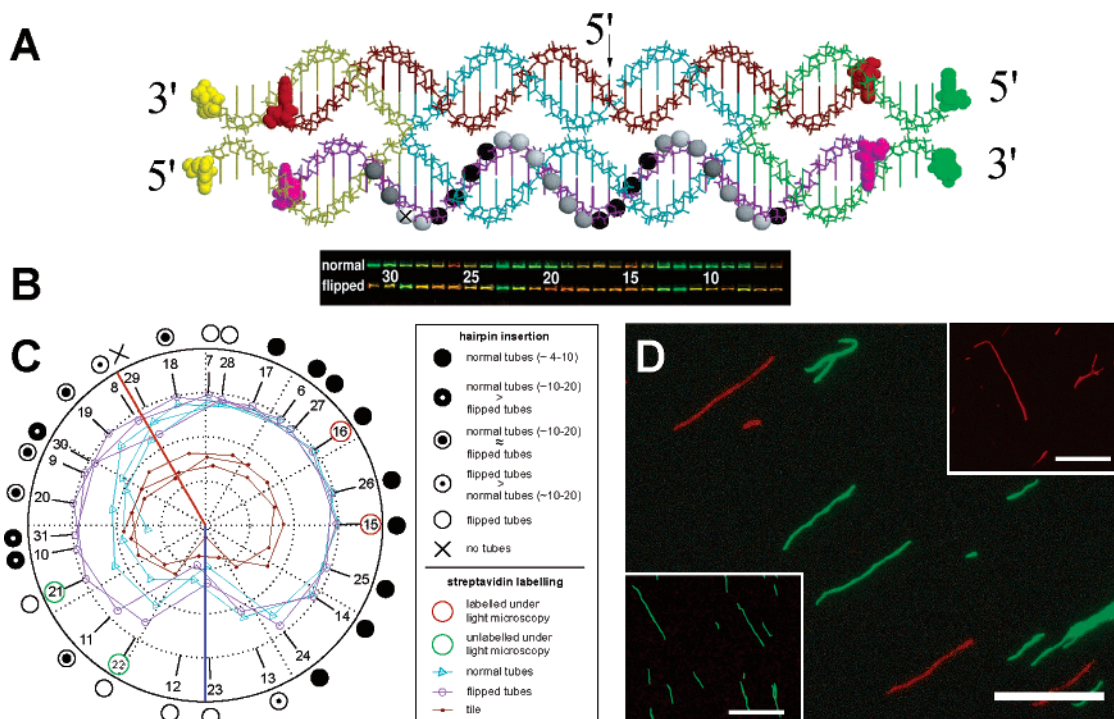 A
5'
3'
5'
5'
3'
B
normal
flipped
30
25
20
15
10
C
7
28
17
6
27
16
26
15
25
14
24
13
23
12
22
11
21
10
31
20
9
30
19
8
29
18
hairpin insertion
normal tubes (~ 4-10)
normal tubes (~10-20)
>
flipped tubes
normal tubes (~10-20)
≈
flipped tubes
flipped tubes
>
normal tubes (~10-20)
flipped tubes
no tubes
streptavidin labelling
labelled under
light microscopy
unlabelled under
light microscopy
normal tubes
flipped tubes
tile
D